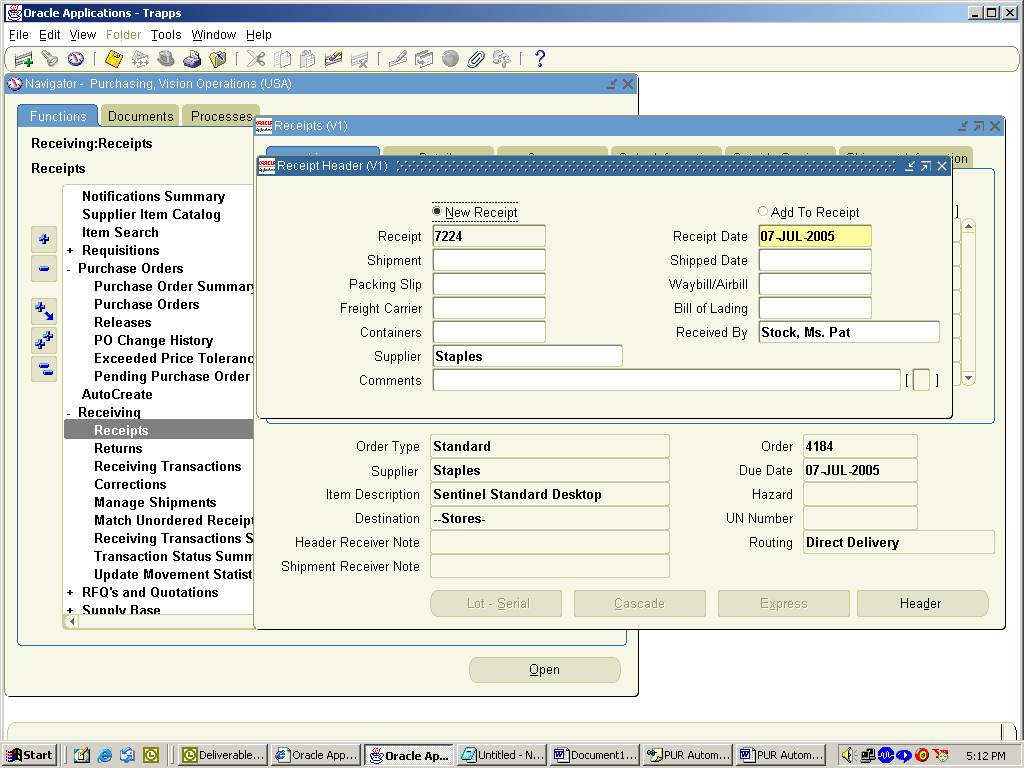 Oracle Applications - Trapps
File Edit View Folder Tools Window Help
Navigator - Purchasing, Vision Operations (USA)
Functions Documents Processes
Receiving:Receipts
Receipts
Notifications Summary
Supplier Item Catalog
Item Search
+ Requisitions
- Purchase Orders
Purchase Order Summary
Purchase Orders
Releases
PO Change History
Exceeded Price Toleranc
Pending Purchase Order
AutoCreate
- Receiving
Receipts
Returns
Receiving Transactions
Corrections
Manage Shipments
Match Unordered Receipt
Receiving Transactions S
Transaction Status Summ
Update Movement Statist
+ RFQ's and Quotations
+ Supply Base
Open
ORACLE Receipts (V1)
ORACLE Receipt Header (V1)
New Receipt Add To Receipt
Receipt 7224 Receipt Date 07-JUL-2005
Shipment Shipped Date
Packing Slip Waybill/Airbill
Freight Carrier Bill of Lading
Containers Received By Stock, Ms. Pat
Supplier Staples
Comments [ ]
Order Type Standard Order 4184
Supplier Staples Due Date 07-JUL-2005
Item Description Sentinel Standard Desktop Hazard
Destination --Stores- UN Number
Header Receiver Note Routing Direct Delivery
Shipment Receiver Note
Lot - Serial Cascade Express Header
Start Deliverable... Oracle App... Oracle Ap... Untitled - N... Document1... PUR Autom... PUR Autom... 5:12 PM